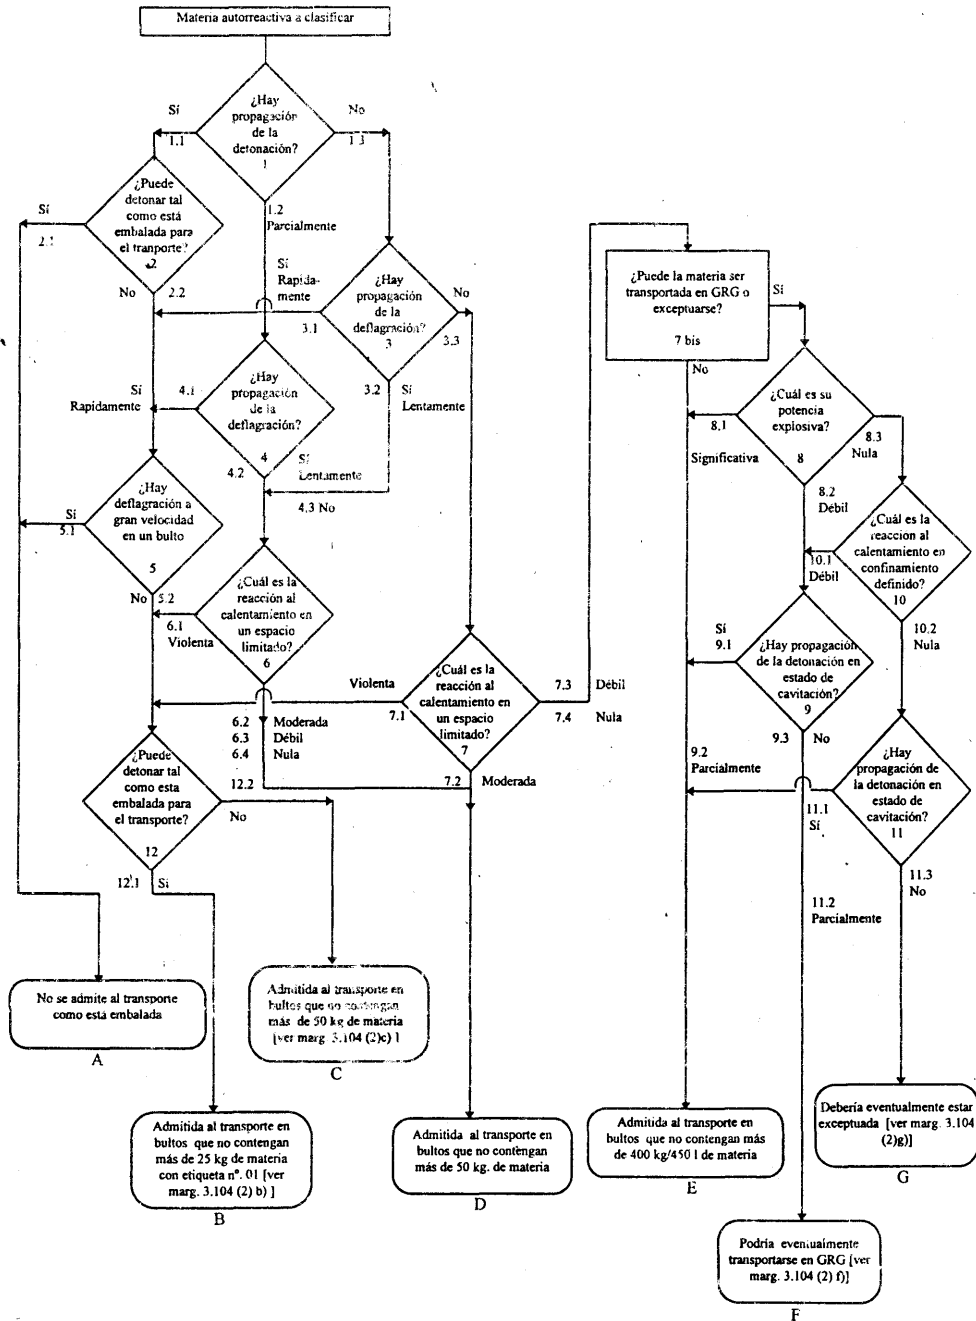 Materia autorreactiva a clasificar
¿Hay
propagación
de la
detonación?
1
Sí
1.1
No
1.3
1.2
Parcialmente
¿Puede
detonar tal
como está
embalada para
el tranporte?
2
Sí
2.1
No
2.2
Sí
Rapida-
mente
3.1
¿Hay
propagación
de la
deflagración?
3
No
3.3
3.2
Sí
Lentamente
Sí
Rapidamente
4.1
¿Hay
propagación
de la
deflagración?
4
4.2
Sí
Lentamente
4.3 No
¿Hay
deflagración a
gran velocidad
en un bulto
5
Sí
5.1
No
5.2
¿Cuál es la
reacción al
calentamiento en
un espacio
limitado?
6
6.1
Violenta
6.2 Moderada
6.3 Débil
6.4 Nula
Violenta
7.1
¿Cuál es la
reacción al
calentamiento en
un espacio
limitado?
7
7.3 Débil
7.4 Nula
7.2 Moderada
¿Puede
detonar tal
como esta
embalada para
el transporte?
12
12.2
No
12.1 Si
¿Puede la materia ser
transportada en GRG o
exceptuarse?
7 bis
Sí
No
¿Cuál es su
potencia
explosiva?
8
8.1
Significativa
8.3
Nula
8.2
Débil
¿Cuál es la
reacción al
calentamiento en
confinamiento
definido?
10
10.1
Débil
10.2
Nula
Sí
9.1
¿Hay propagación
de la detonación en
estado de
cavitación?
9
9.3 No
9.2
Parcialmente
¿Hay
propagación de
la detonación en
estado de
cavitación?
11
11.1
Sí
11.3
No
11.2
Parcialmente
No se admite al transporte
como está embalada
A
Admitida al transporte en
bultos que no contengan
más de 25 kg de materia
con etiqueta nº. 01 [ver
marg. 3.104 (2) b) ]
B
Admitida al transporte en
bultos que no contengan
más de 50 kg de materia
[ver marg. 3.104 (2)c) ]
C
Admitida al transporte en
bultos que no contengan
más de 50 kg. de materia
D
Admitida al transporte en
bultos que no contengan más
de 400 kg/450 l de materia
E
Podría eventualmente
transportarse en GRG [ver
marg. 3.104 (2) f)]
F
Debería eventualmente estar
exceptuada [ver marg. 3.104
(2)g)]
G